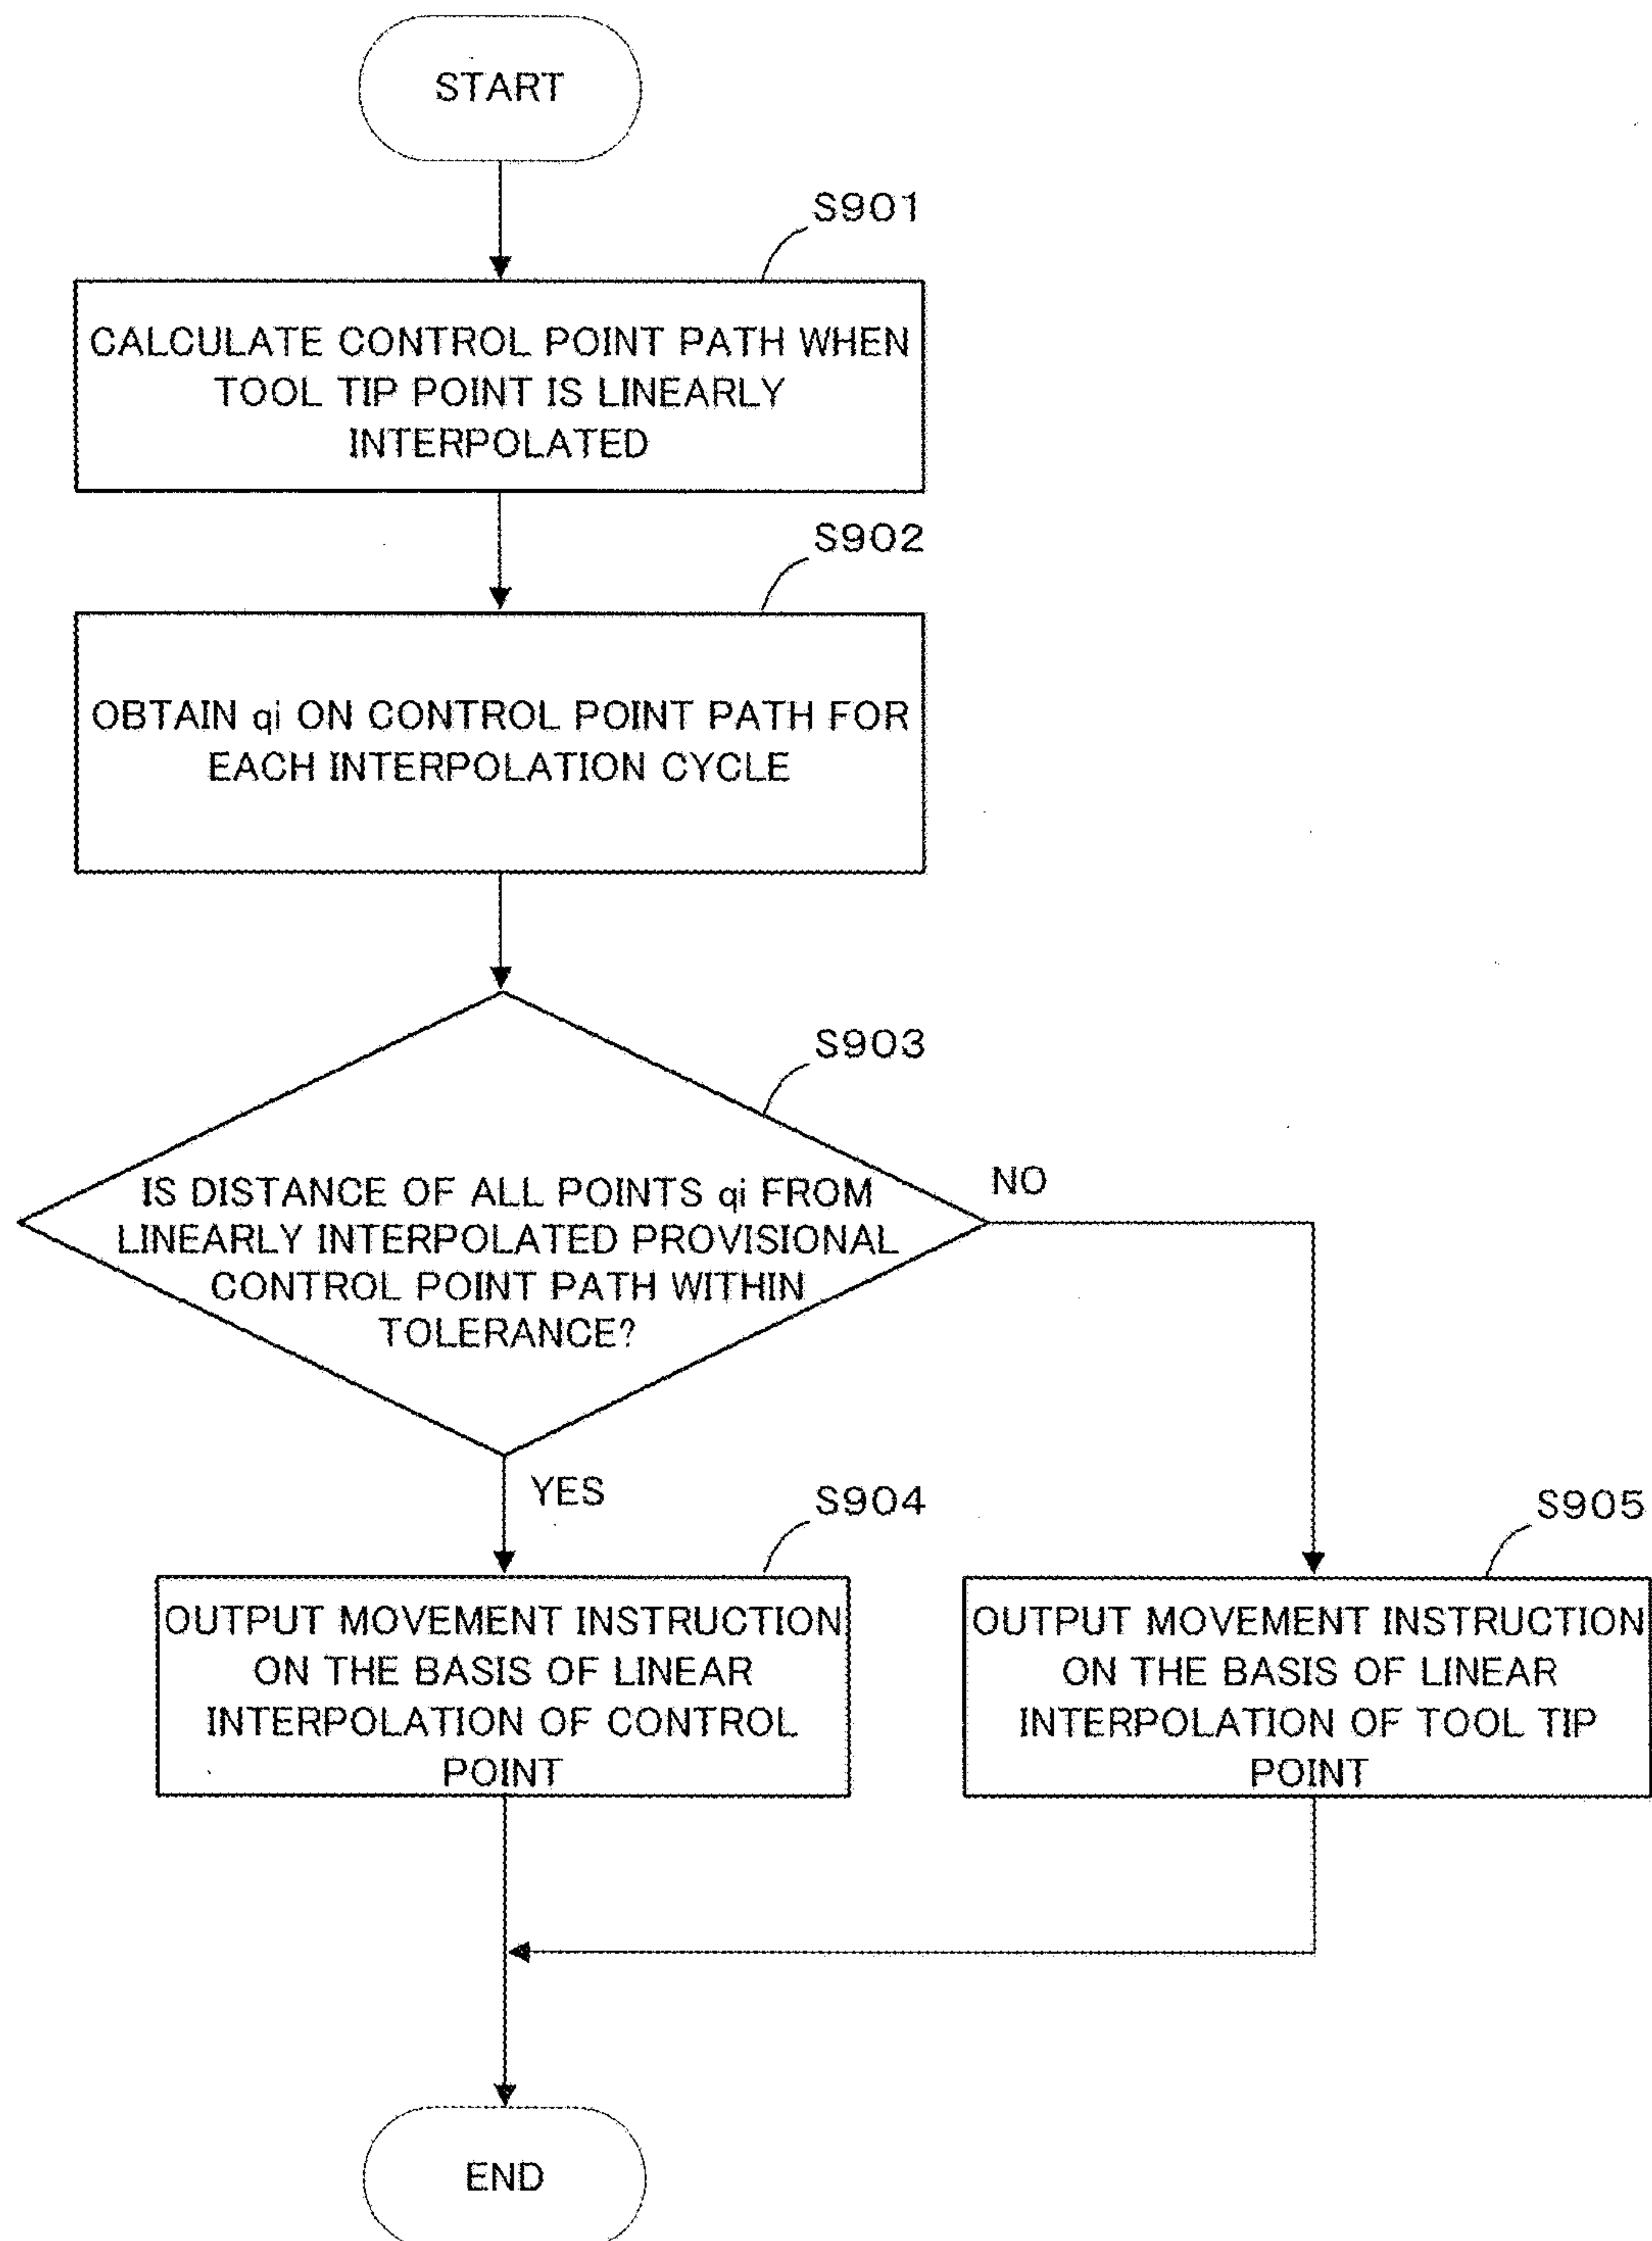 START
S901
CALCULATE CONTROL POINT PATH WHEN
TOOL TIP POINT IS LINEARLY
INTERPOLATED
S902
OBTAIN qi ON CONTROL POINT PATH FOR
EACH INTERPOLATION CYCLE
S903
IS DISTANCE OF ALL POINTS qi FROM
LINEARLY INTERPOLATED PROVISIONAL
CONTROL POINT PATH WITHIN
TOLERANCE?
NO
YES
S904
OUTPUT MOVEMENT INSTRUCTION
ON THE BASIS OF LINEAR
INTERPOLATION OF CONTROL
POINT
S905
OUTPUT MOVEMENT INSTRUCTION
ON THE BASIS OF LINEAR
INTERPOLATION OF TOOL TIP
POINT
END